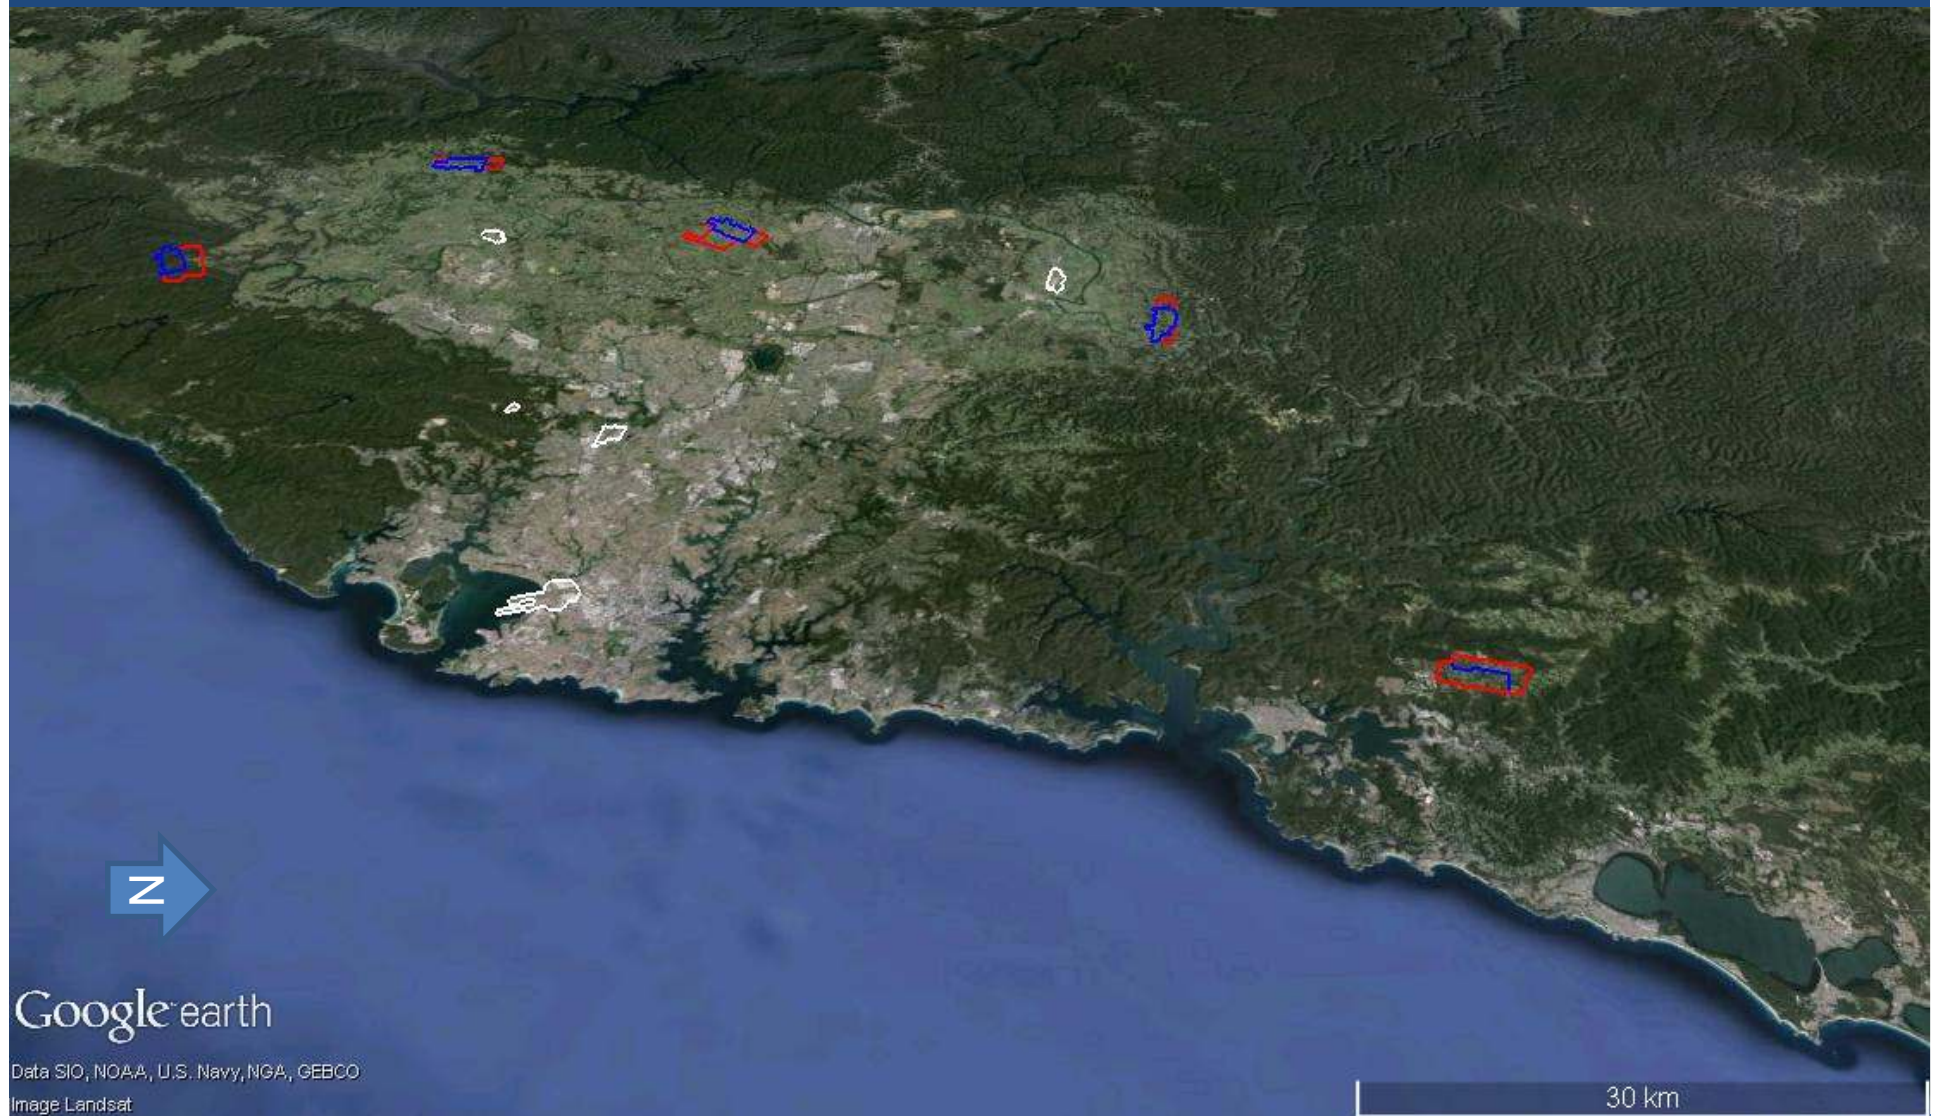 N
Google earth
Data SIO, NOAA, U.S. Navy, NGA, GEBCO
Image Landsat
30 km